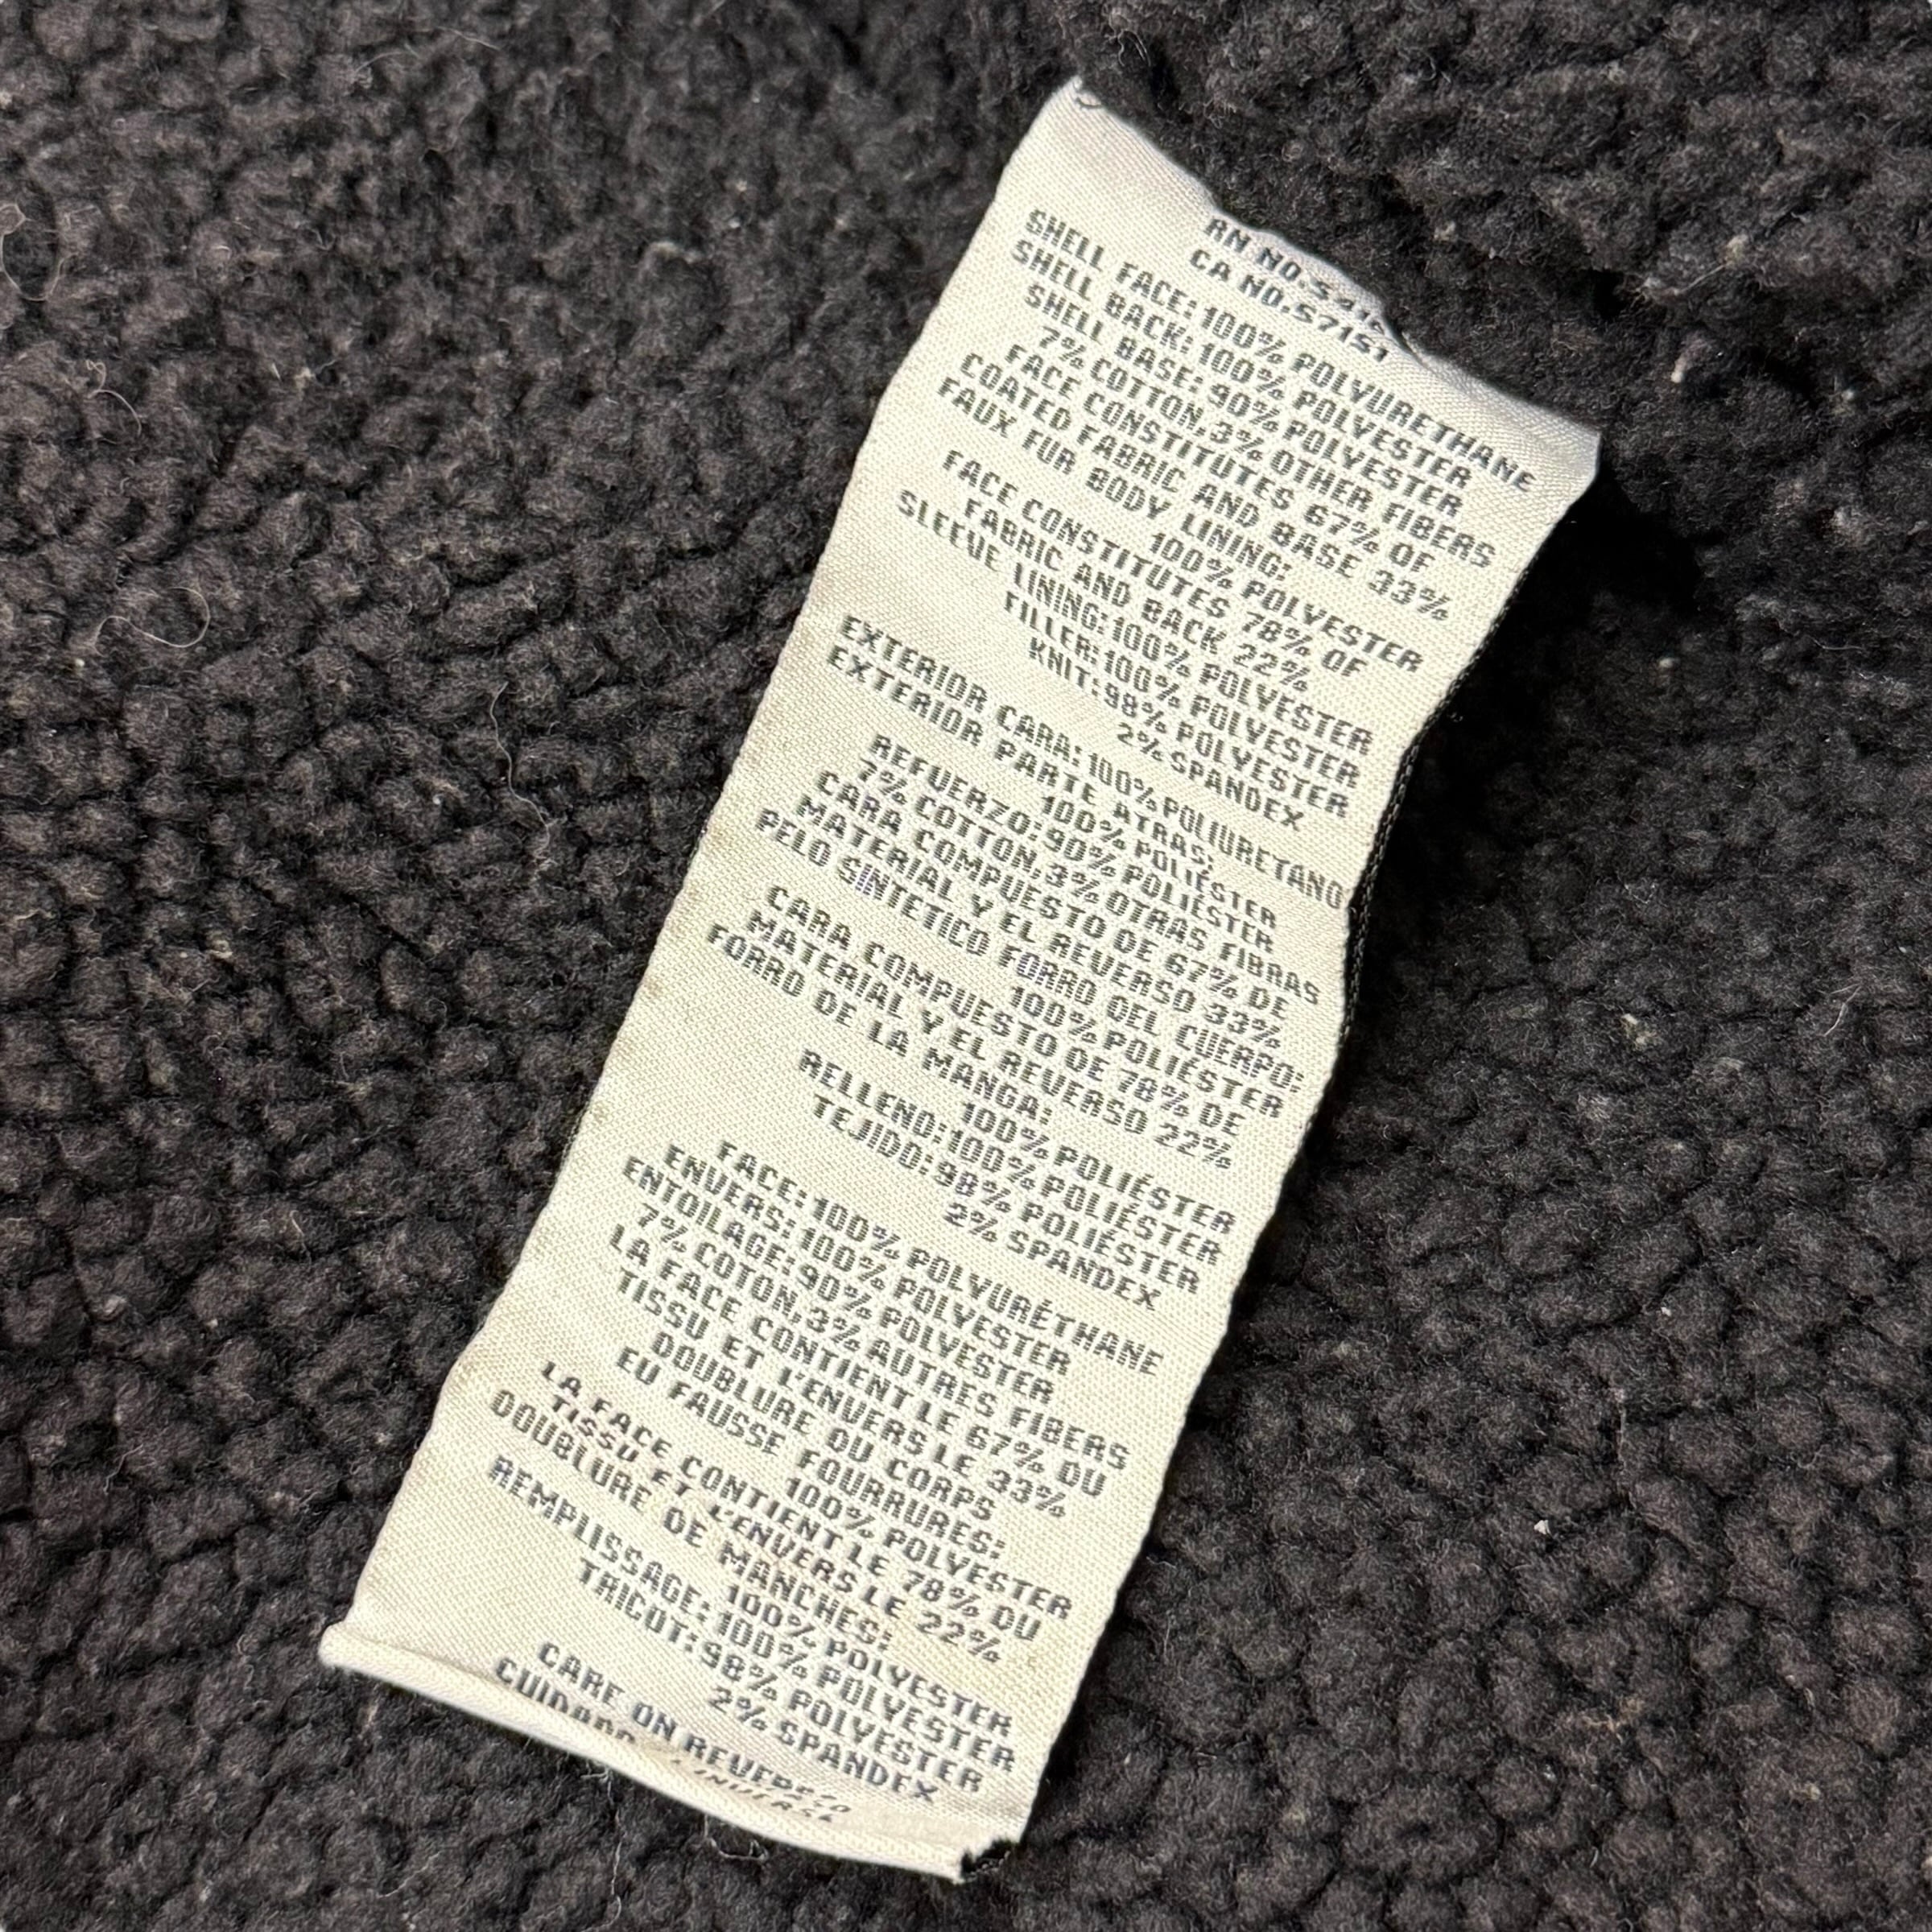 RN NO.
CA NO.57151
SHELL FACE:100% POLYURETHANE
SHELL BACK:100% POLYESTER
SHELL BASE:90% POLYESTER
7% COTTON,3% OTHER FIBERS
FACE CONSTITUTES 67% OF
COATED FABRIC AND BASE 33%
FAUX FUR BODY LINING:
100% POLYESTER
FACE CONSTITUTES 78% OF
FABRIC AND BACK 22%
SLEEVE LINING:100% POLYESTER
FILLER:100% POLYESTER
KNIT:98% POLYESTER
2% SPANDEX
EXTERIOR CARA:100%POLIURETANO
EXTERIOR PARTE ATRAS:
100% POLIÉSTER
REFUERZO:90%POLIÉSTER
7% COTTON,3% OTRAS FIBRAS
CARA COMPUESTO DE 67% DE
MATERIAL Y EL REVERSO 33%
PELO SINTETICO FORRO DEL CUERPO:
100%POLIÉSTER
CARA COMPUESTO DE 78% DE
MATERIAL Y EL REVERSO 22%
FORRO DE LA MANGA:
100%POLIÉSTER
RELLENO:100%POLIÉSTER
TEJIDO:98% POLIÉSTER
2% SPANDEX
FACE:100% POLYURÉTHANE
ENVERS:100% POLYESTER
ENTOILAGE:90% POLYESTER
7% COTON,3% AUTRES FIBERS
LA FACE CONTIENT LE 67% DU
TISSU ET L'ENVERS LE 33%
DOUBLURE DU CORPS
EU FAUSSE FOURRURES:
100% POLYESTER
LA FACE CONTIENT LE 78% DU
TISSU ET L'ENVERS LE 22%
DOUBLURE DE MANCHES:
100% POLYESTER
REMPLISSAGE:100% POLYESTER
TRICOT:98% POLYESTER
2% SPANDEX
CARE ON REVERSE
CUIDADO